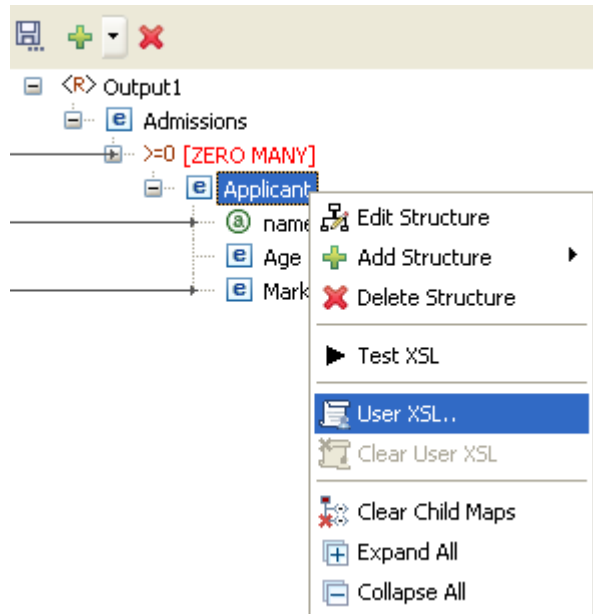 <R> Output1
e Admissions
>=0 [ZERO MANY]
e Applicant
a name
e Age
e Mark
Edit Structure
Add Structure
Delete Structure
Test XSL
User XSL..
Clear User XSL
Clear Child Maps
Expand All
Collapse All